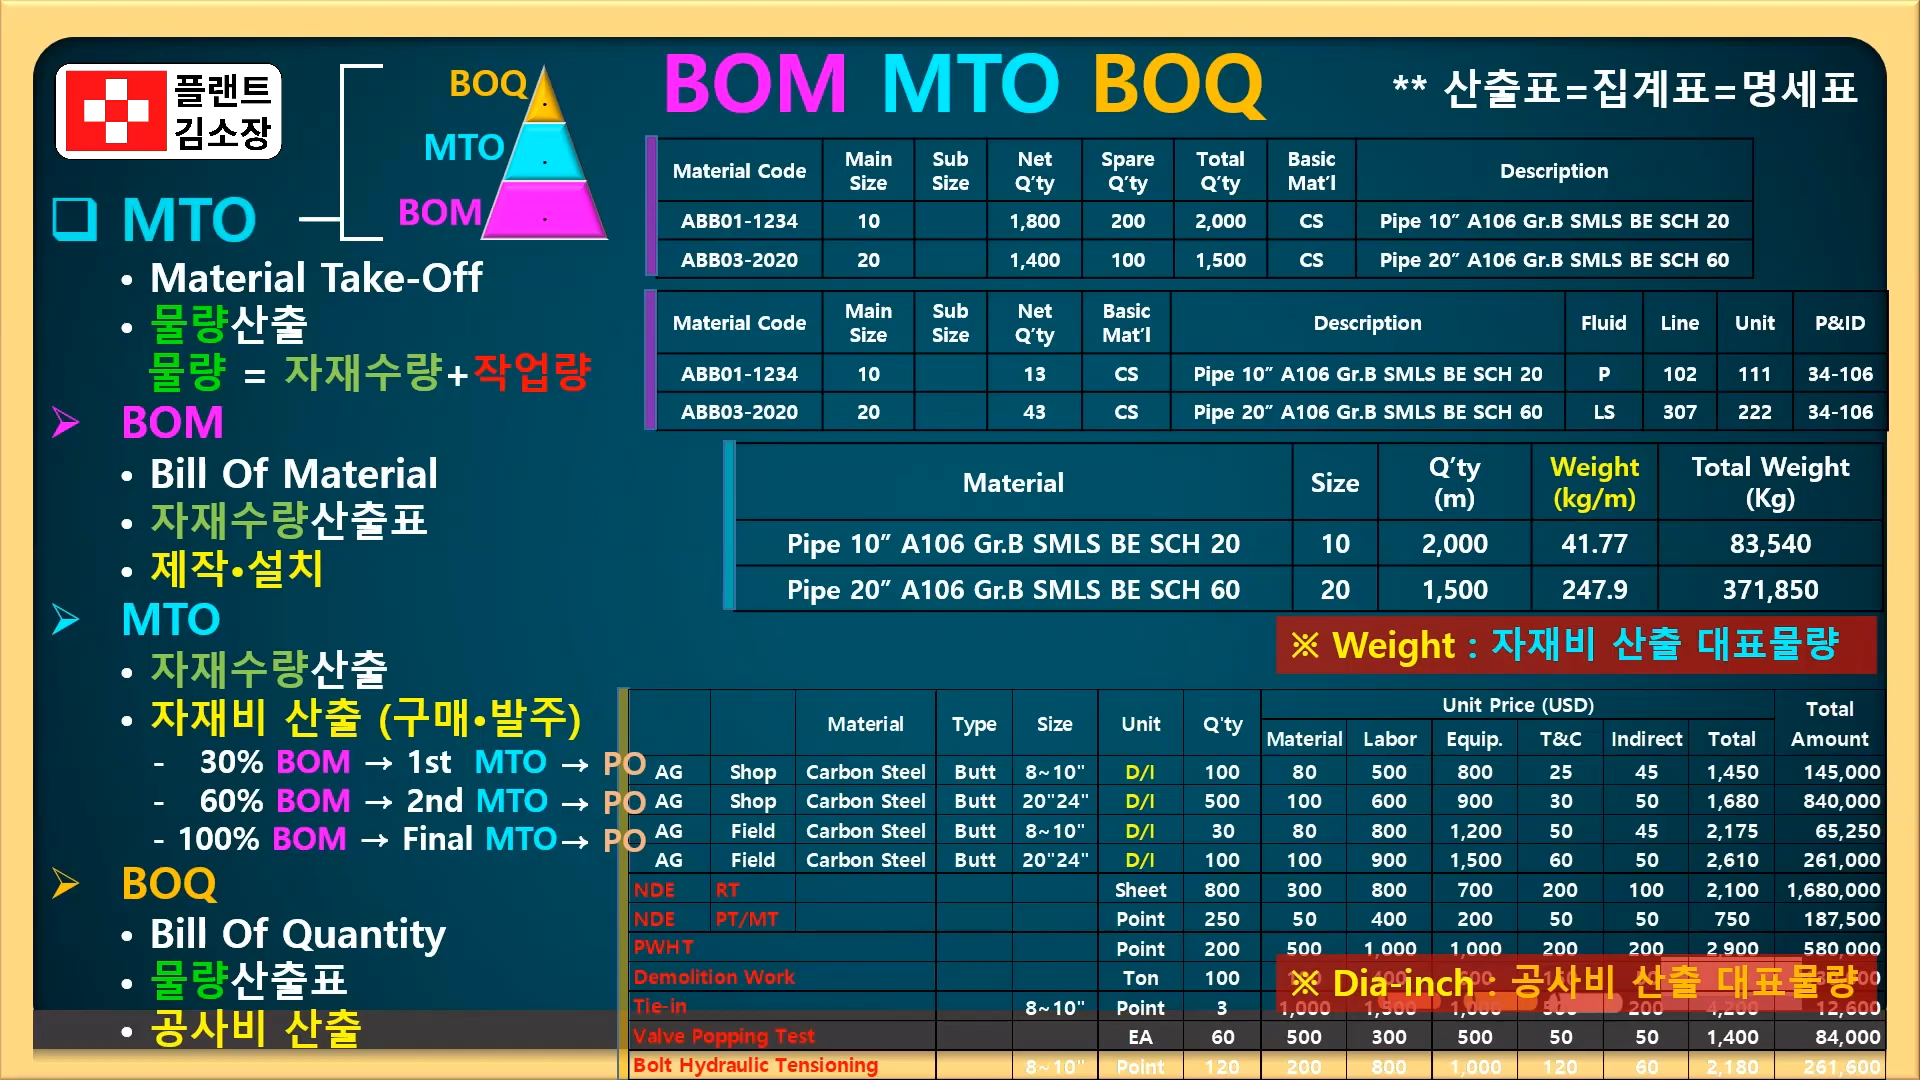 플랜트
김소장
BOQ
MTO
BOM
BOM MTO BOQ
** 산출표=집계표=명세표
❑ MTO
• Material Take-Off
• 물량산출
물량 = 자재수량+작업량
➢ BOM
• Bill Of Material
• 자재수량산출표
• 제작•설치
➢ MTO
• 자재수량산출
• 자재비 산출 (구매•발주)
- 30% BOM → 1st MTO → PO
- 60% BOM → 2nd MTO → PO
- 100% BOM → Final MTO→ PO
➢ BOQ
• Bill Of Quantity
• 물량산출표
• 공사비 산출
Material Code Main Size Sub Size Net Q’ty Spare Q’ty Total Q’ty Basic Mat’l Description
ABB01-1234 10 1,800 200 2,000 CS Pipe 10” A106 Gr.B SMLS BE SCH 20
ABB03-2020 20 1,400 100 1,500 CS Pipe 20” A106 Gr.B SMLS BE SCH 60
Material Code Main Size Sub Size Net Q’ty Basic Mat’l Description Fluid Line Unit P&ID
ABB01-1234 10 13 CS Pipe 10” A106 Gr.B SMLS BE SCH 20 P 102 111 34-106
ABB03-2020 20 43 CS Pipe 20” A106 Gr.B SMLS BE SCH 60 LS 307 222 34-106
Material Size Q’ty (m) Weight (kg/m) Total Weight (Kg)
Pipe 10” A106 Gr.B SMLS BE SCH 20 10 2,000 41.77 83,540
Pipe 20” A106 Gr.B SMLS BE SCH 60 20 1,500 247.9 371,850
※ Weight : 자재비 산출 대표물량
Material Type Size Unit Q'ty Unit Price (USD) Total Amount
Material Labor Equip. T&C Indirect Total
AG Shop Carbon Steel Butt 8~10" D/I 100 80 500 800 25 45 1,450 145,000
AG Shop Carbon Steel Butt 20"24" D/I 500 100 600 900 30 50 1,680 840,000
AG Field Carbon Steel Butt 8~10" D/I 30 80 800 1,200 50 45 2,175 65,250
AG Field Carbon Steel Butt 20"24" D/I 100 100 900 1,500 60 50 2,610 261,000
NDE RT Sheet 800 300 800 700 200 100 2,100 1,680,000
NDE PT/MT Point 250 50 400 200 50 50 750 187,500
PWHT Point 200 500 1,000 1,000 200 200 2,900 580,000
Demolition Work Ton 100
※ Dia-inch : 공사비 산출 대표물량
Tie-in 8~10" Point 3 1,000 1,500 1,000 500 200 4,200 12,600
Valve Popping Test EA 60 500 300 500 50 50 1,400 84,000
Bolt Hydraulic Tensioning 8~10" Point 120 200 800 1,000 120 60 2,180 261,600